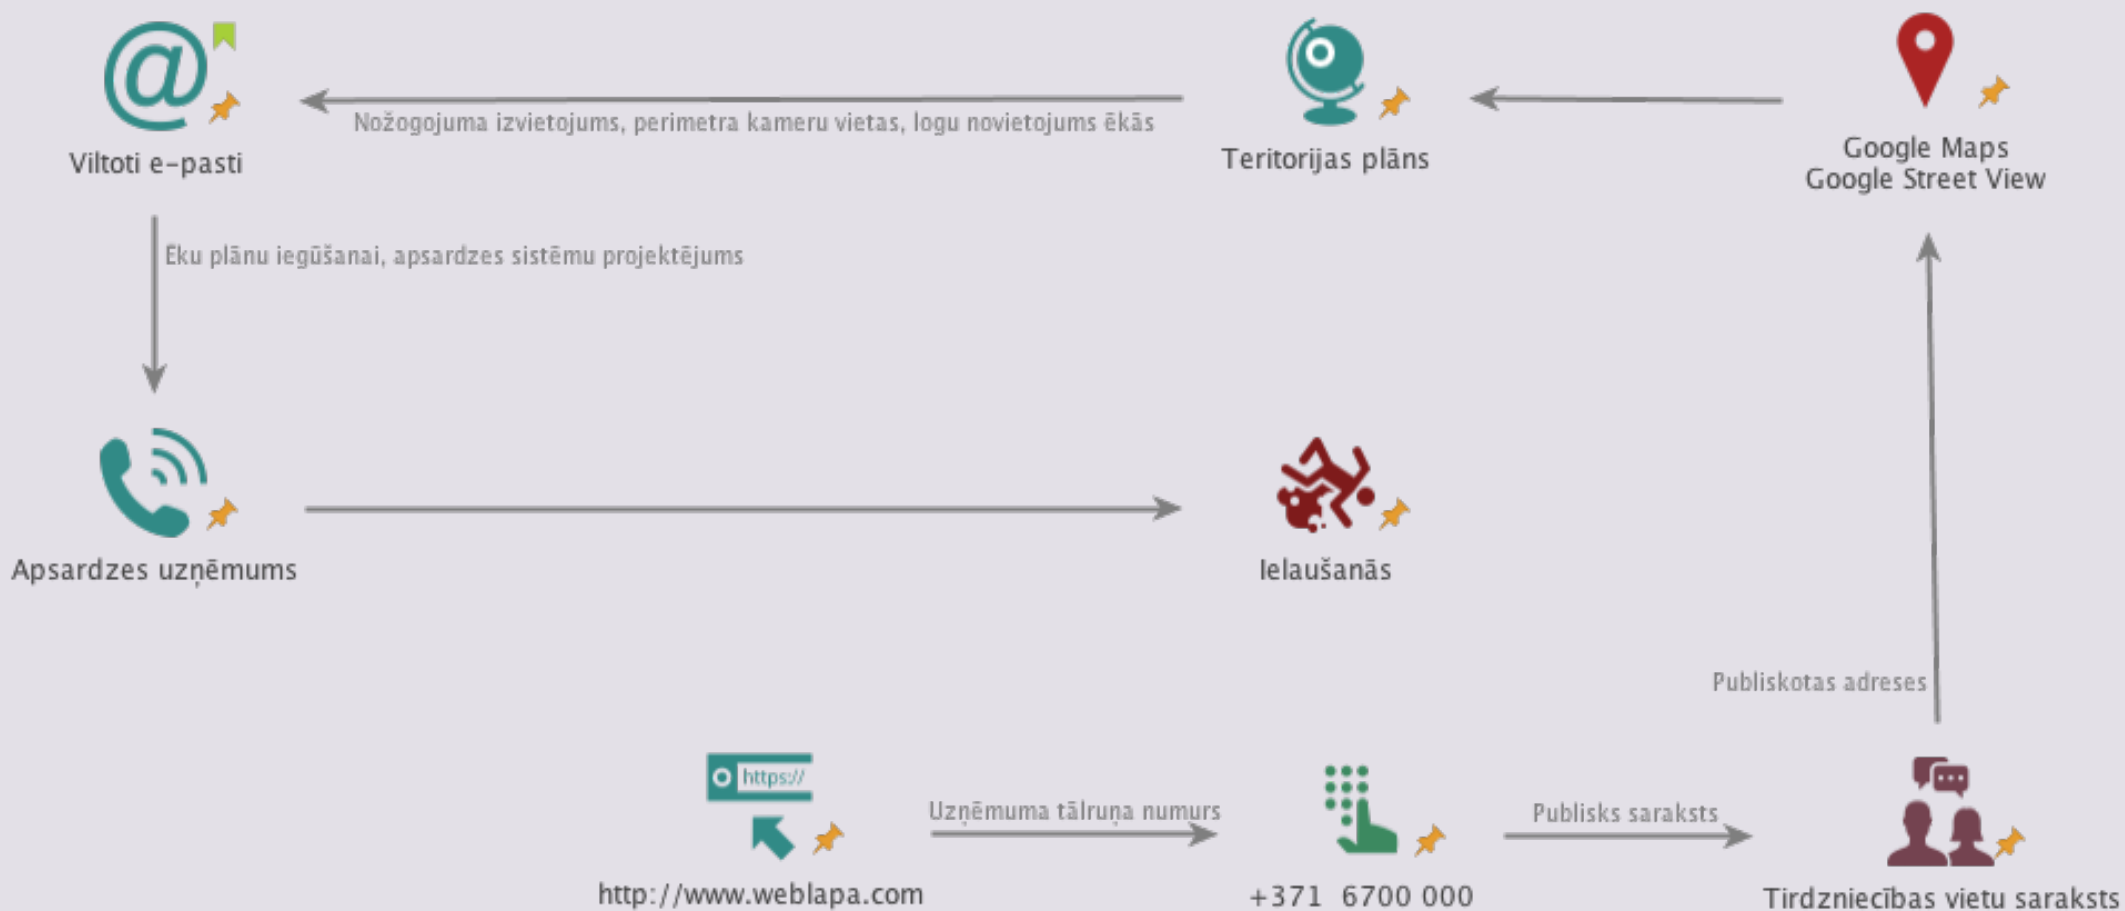 Viltoti e-pasti
Nožogojuma izvietojums, perimetra kameru vietas, logu novietojums ēkās
Teritorijas plāns
Google Maps
Google Street View
Ēku plānu iegūšanai, apsardzes sistēmu projektējums
Apsardzes uzņēmums
Ielaušanās
Publiskotas adreses
https://
Uzņēmuma tālruņa numurs
Publisks saraksts
http://www.weblapa.com
+371 6700 000
Tirdzniecības vietu saraksts